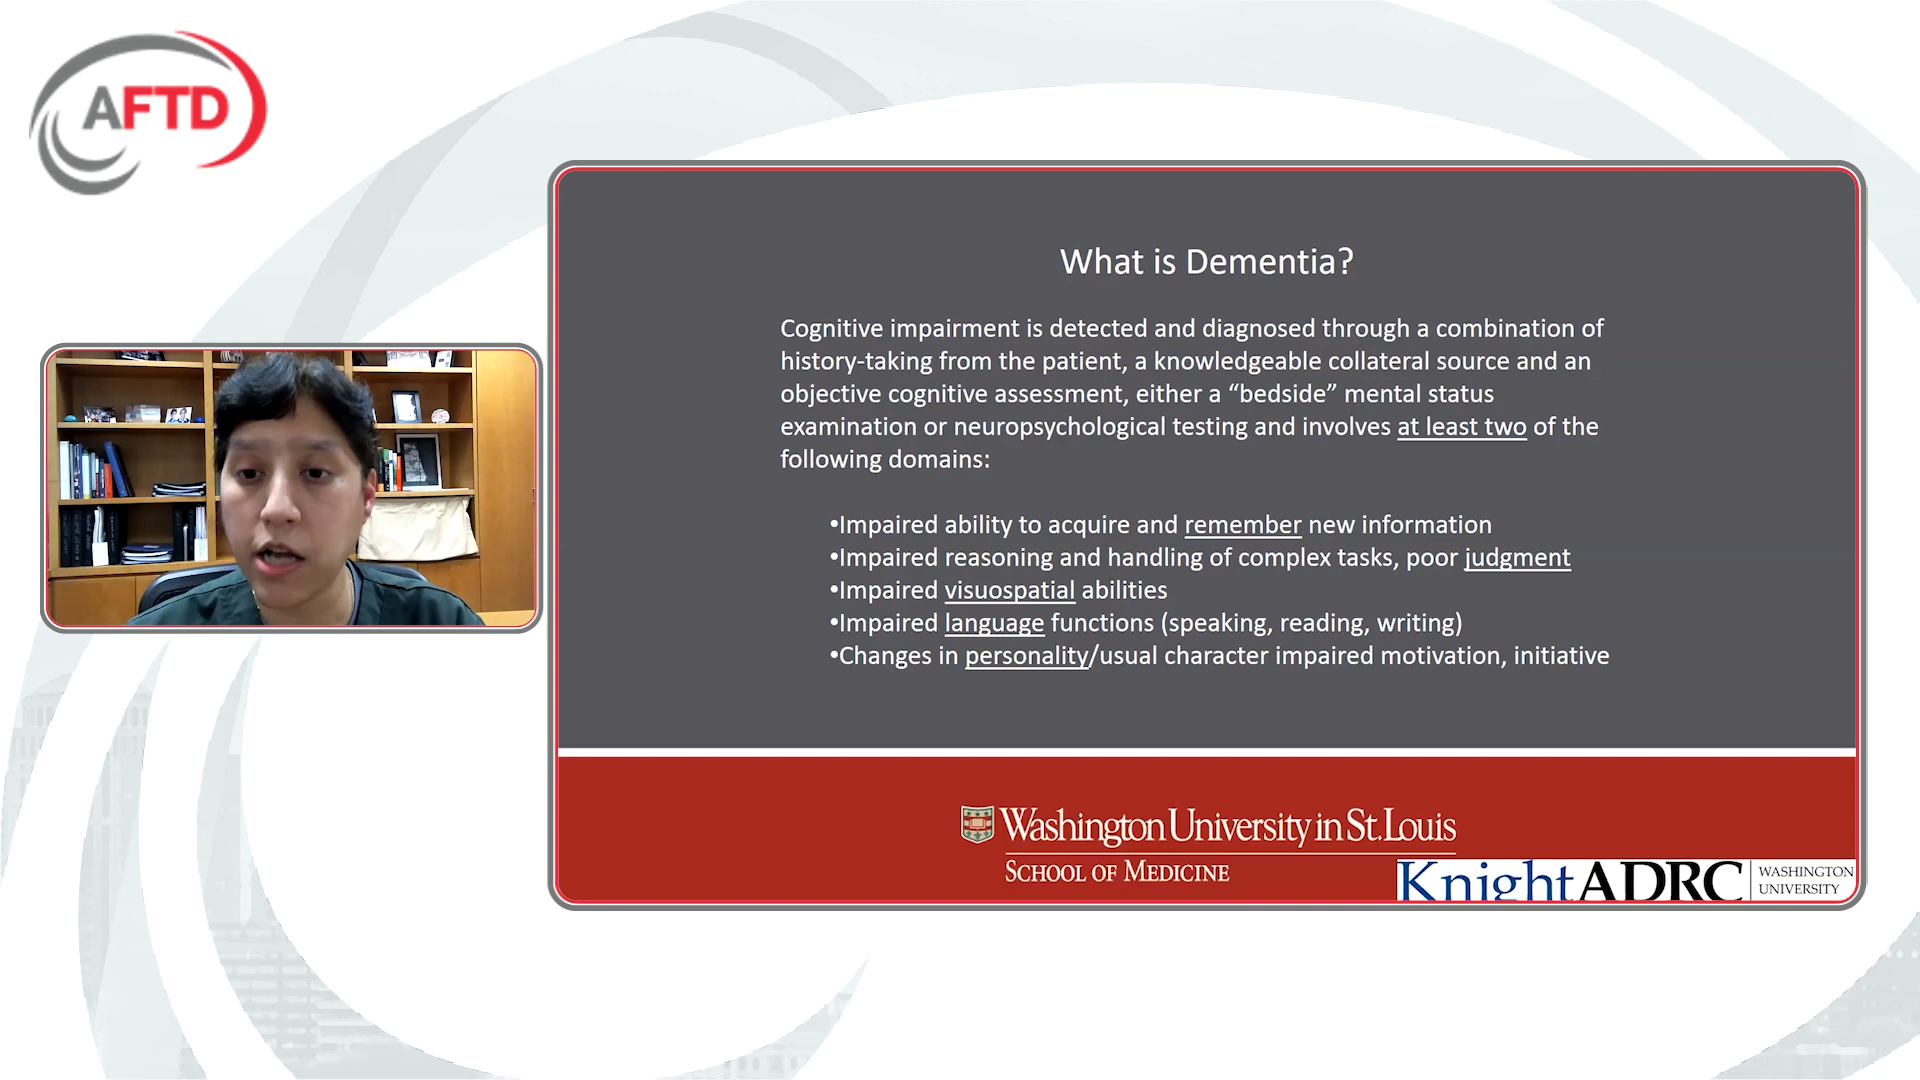 AFTD
What is Dementia?
Cognitive impairment is detected and diagnosed through a combination of
history-taking from the patient, a knowledgeable collateral source and an
objective cognitive assessment, either a “bedside” mental status
examination or neuropsychological testing and involves at least two of the
following domains:
•Impaired ability to acquire and remember new information
•Impaired reasoning and handling of complex tasks, poor judgment
•Impaired visuospatial abilities
•Impaired language functions (speaking, reading, writing)
•Changes in personality/usual character impaired motivation, initiative
Washington University in St. Louis
SCHOOL OF MEDICINE
KnightADRC
WASHINGTON
UNIVERSITY